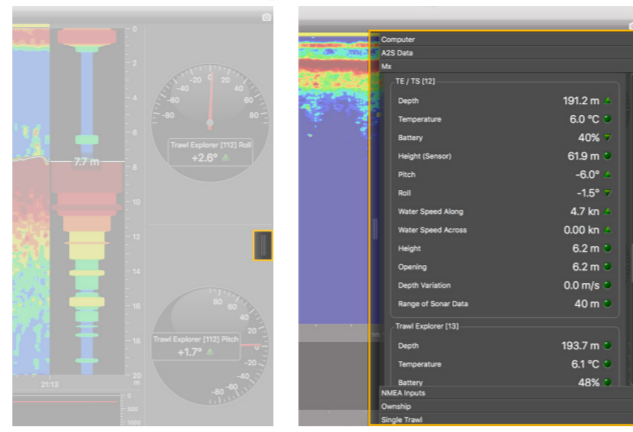 0
2
4
6
7.7 m
8
10
12
14
16
18
20
m
21:13
-20 0 20
-40 40
-60 60
-80 80
Trawl Explorer [112] Roll
+2.6°
80 60
40
20
Trawl Explorer [112] Pitch
+1.7°
0
-20
-40
-60
-80
Computer
A2S Data
Mx
TE / TS [12]
Depth 191.2 m
Temperature 6.0 °C
Battery 40%
Height (Sensor) 61.9 m
Pitch -6.0°
Roll -1.5°
Water Speed Along 4.7 kn
Water Speed Across 0.00 kn
Height 6.2 m
Opening 6.2 m
Depth Variation 0.0 m/s
Range of Sonar Data 40 m
Trawl Explorer [13]
Depth 193.7 m
Temperature 6.1 °C
Battery 48%
NMEA Inputs
Ownship
Single Trawl